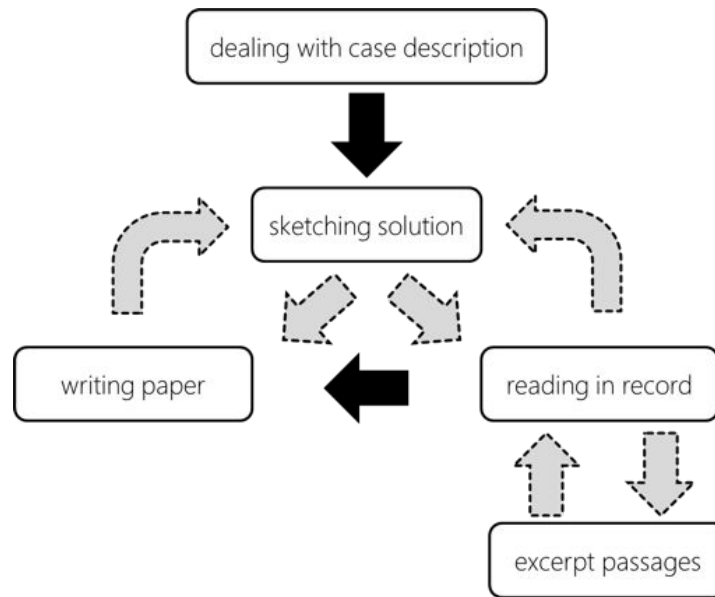 dealing with case description
sketching solution
writing paper
reading in record
excerpt passages